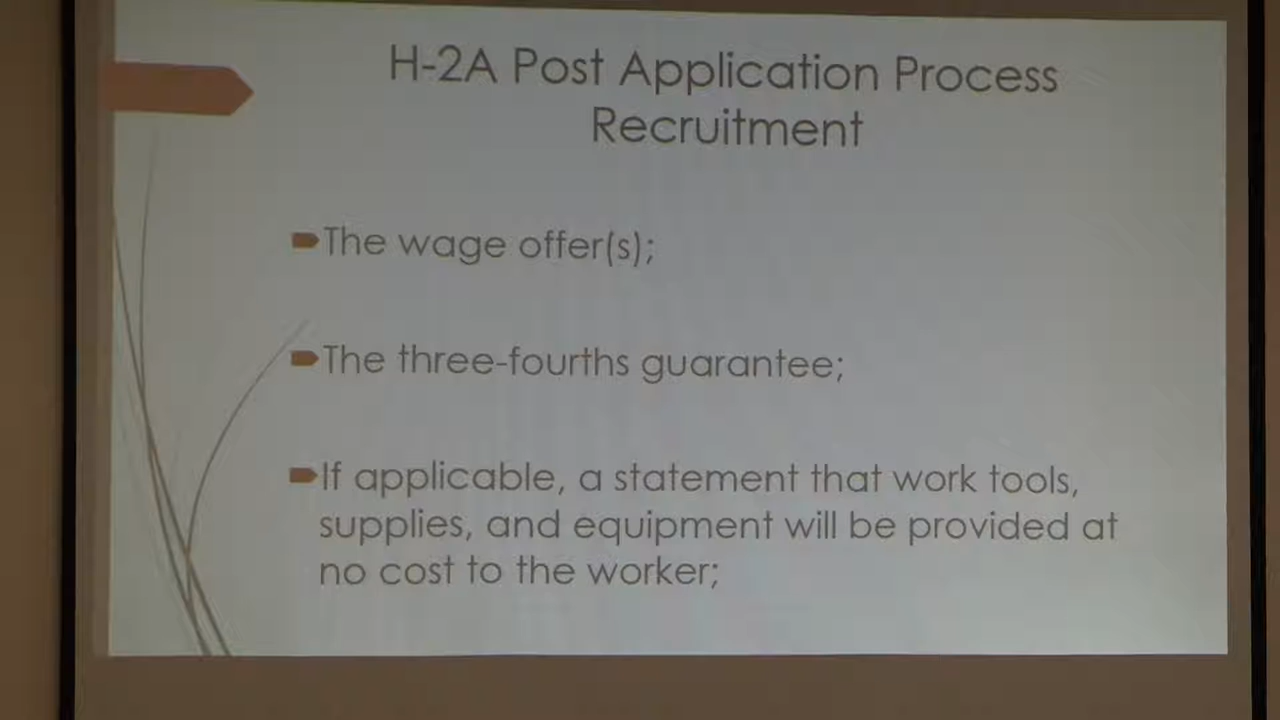 H-2A Post Application Process
Recruitment
The wage offer(s);
The three-fourths guarantee;
If applicable, a statement that work tools,
supplies, and equipment will be provided at
no cost to the worker;